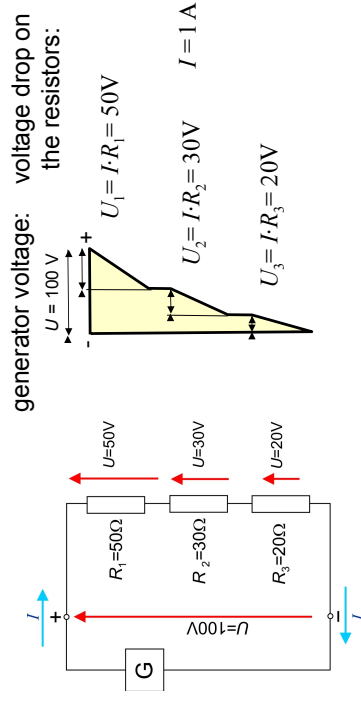 generator voltage:
voltage drop on
the resistors:
U = 100 V
- +
U₁= I·R₁= 50V
U₂= I·R₂= 30V
I = 1 A
U₃= I·R₃= 20V
I
+
G
U=100V
R₁=50Ω
U=50V
R₂=30Ω
U=30V
R₃=20Ω
U=20V
–
I